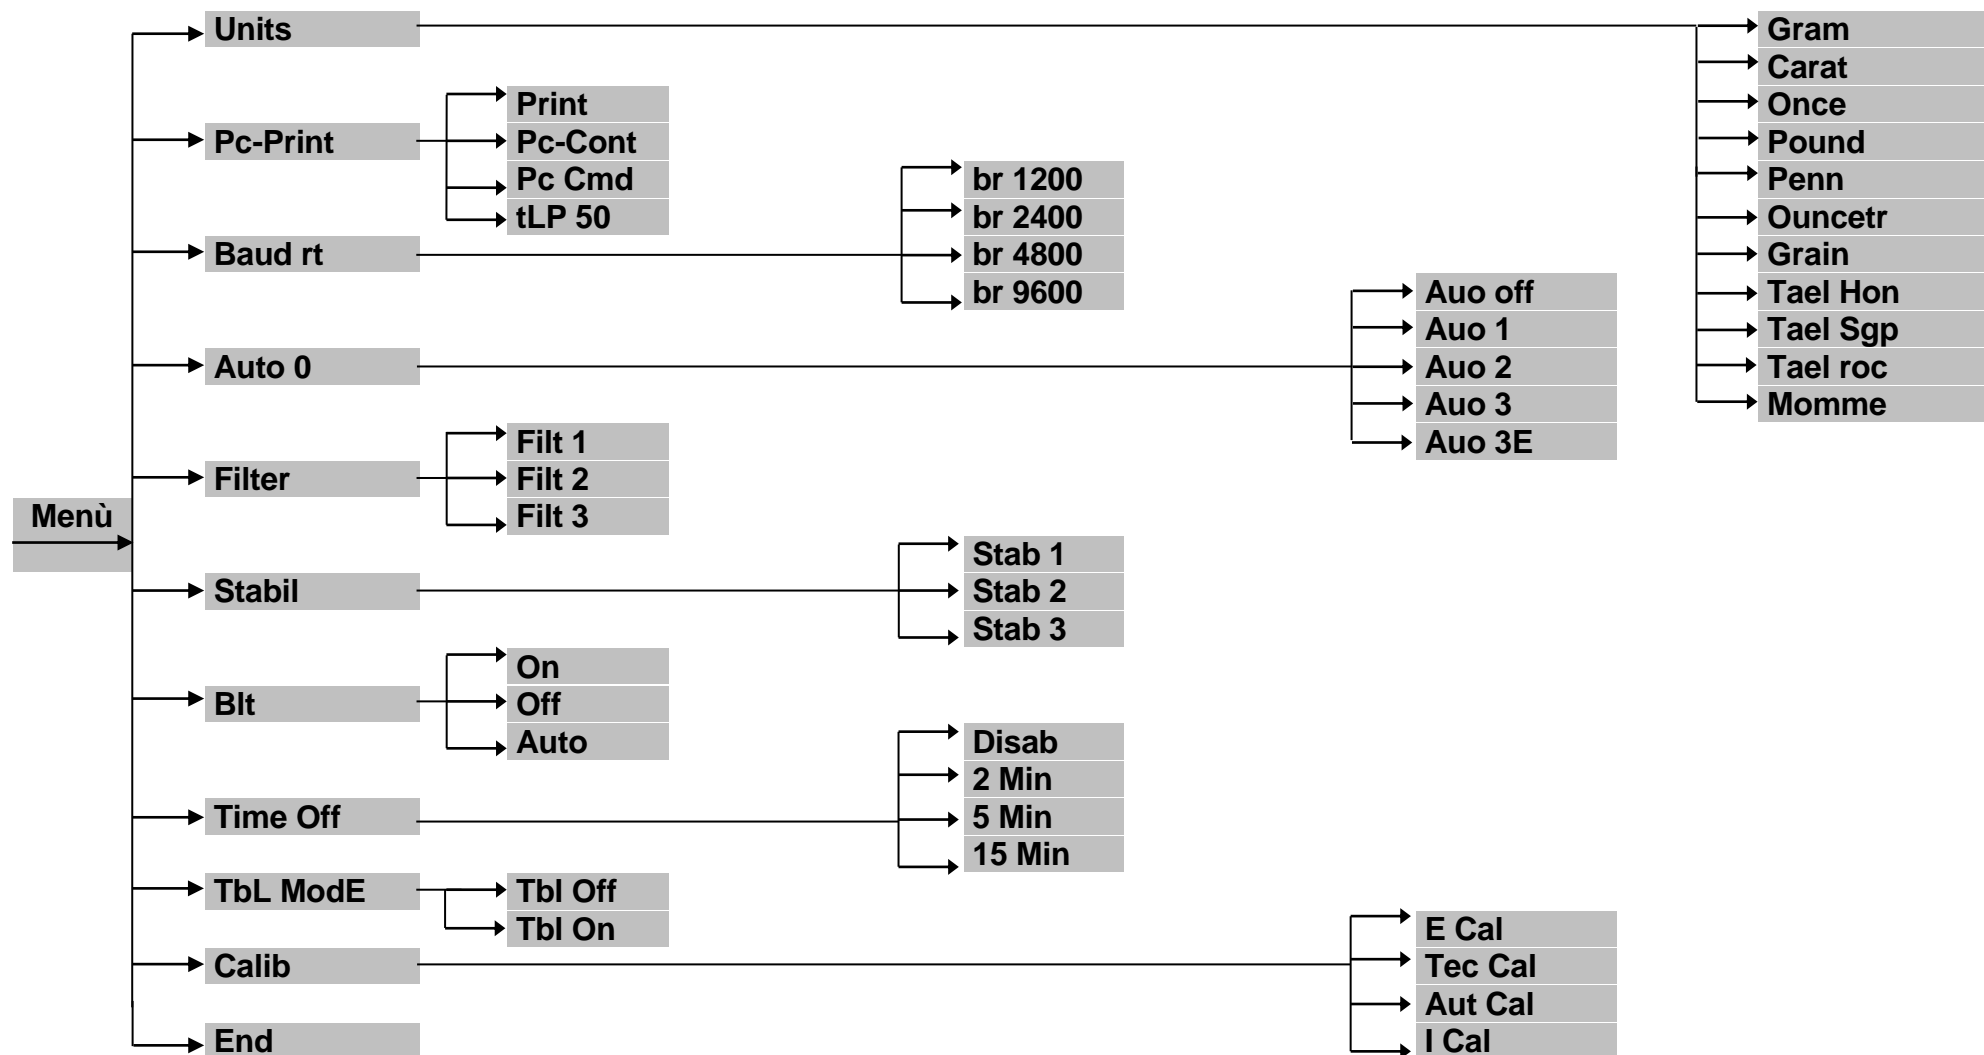 Menù
Units
Gram
Carat
Once
Pound
Penn
Ouncetr
Grain
Tael Hon
Tael Sgp
Tael roc
Momme
Pc-Print
Print
Pc-Cont
Pc Cmd
tLP 50
Baud rt
br 1200
br 2400
br 4800
br 9600
Auto 0
Auo off
Auo 1
Auo 2
Auo 3
Auo 3E
Filter
Filt 1
Filt 2
Filt 3
Stabil
Stab 1
Stab 2
Stab 3
Blt
On
Off
Auto
Time Off
Disab
2 Min
5 Min
15 Min
TbL ModE
Tbl Off
Tbl On
Calib
E Cal
Tec Cal
Aut Cal
I Cal
End